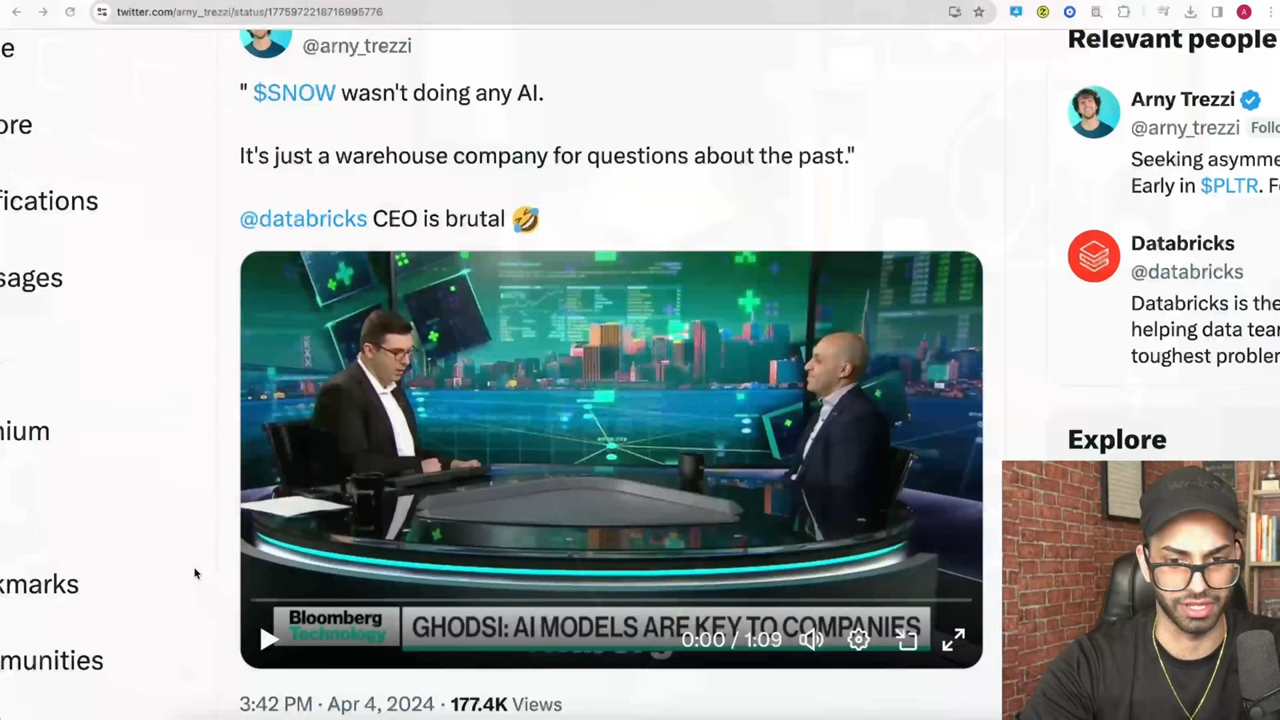 twitter.com/arny_trezzi/status/1775972218716995776
e
ore
fications
sages
nium
kmarks
munities
@arny_trezzi
" $SNOW wasn't doing any AI.
It's just a warehouse company for questions about the past."
@databricks CEO is brutal 🤣
Bloomberg
Technology
GHODSI: AI MODELS ARE KEY TO COMPANIES
0:00 / 1:09
3:42 PM · Apr 4, 2024 · 177.4K Views
Relevant people
Arny Trezzi
@arny_trezzi Follo
Seeking asymme
Early in $PLTR. F
Databricks
@databricks
Databricks is the
helping data tear
toughest problem
Explore